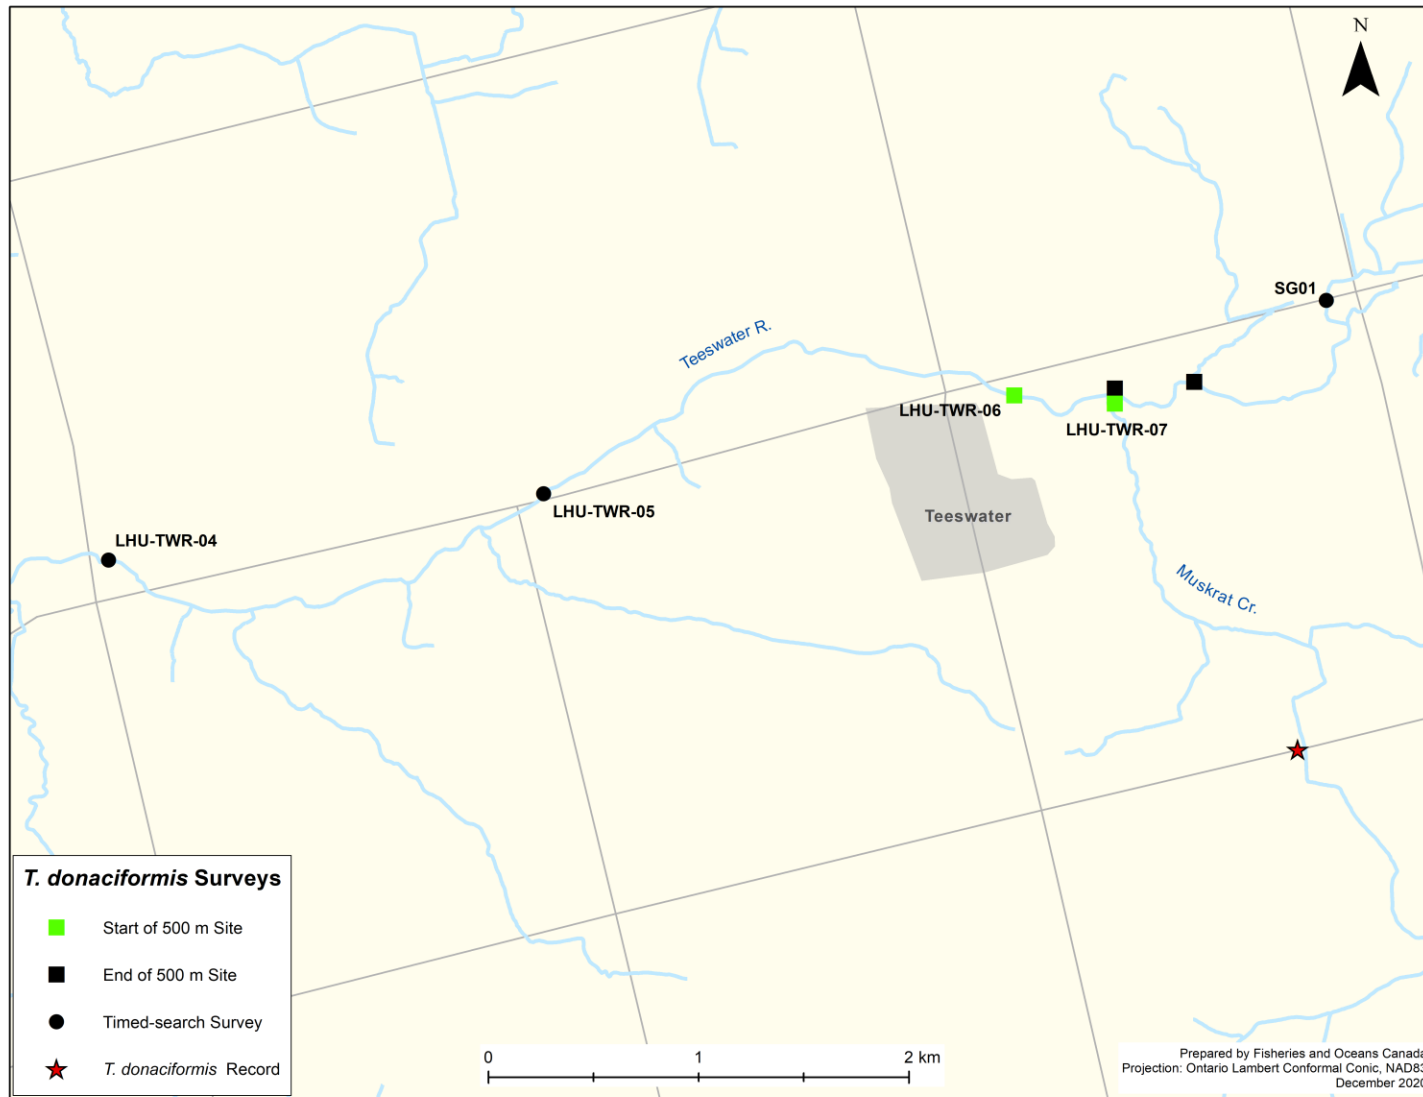 N
SG01
Teeswater R.
LHU-TWR-06
LHU-TWR-07
LHU-TWR-05
Teeswater
LHU-TWR-04
Muskrat Cr.
T. donaciformis Surveys
Start of 500 m Site
End of 500 m Site
Timed-search Survey
T. donaciformis Record
0 1 2 km
Prepared by Fisheries and Oceans Canada
Projection: Ontario Lambert Conformal Conic, NAD83
December 2020